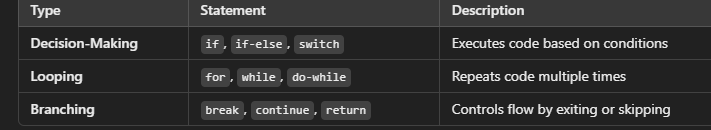 Type Statement Description
Decision-Making if, if-else, switch Executes code based on conditions
Looping for, while, do-while Repeats code multiple times
Branching break, continue, return Controls flow by exiting or skipping